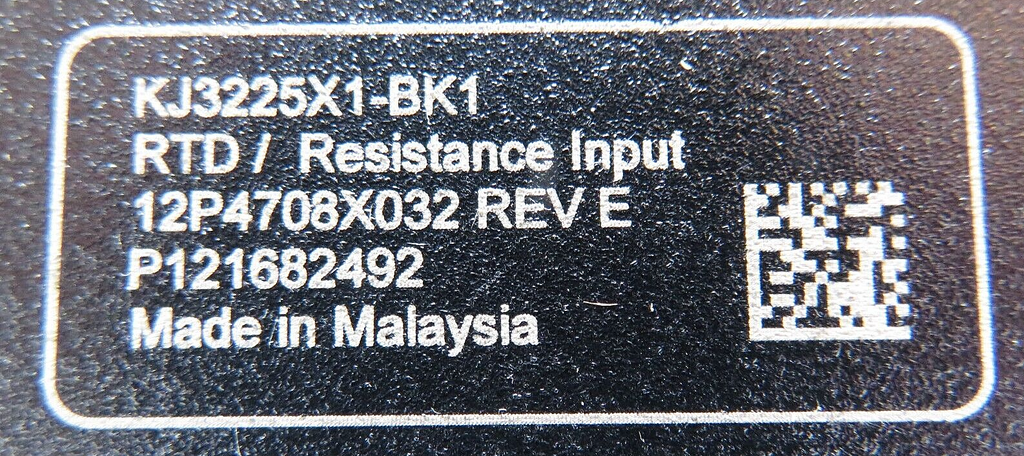 KJ3225X1-BK1
RTD / Resistance Input
12P4708X032 REV E
P121682492
Made in Malaysia